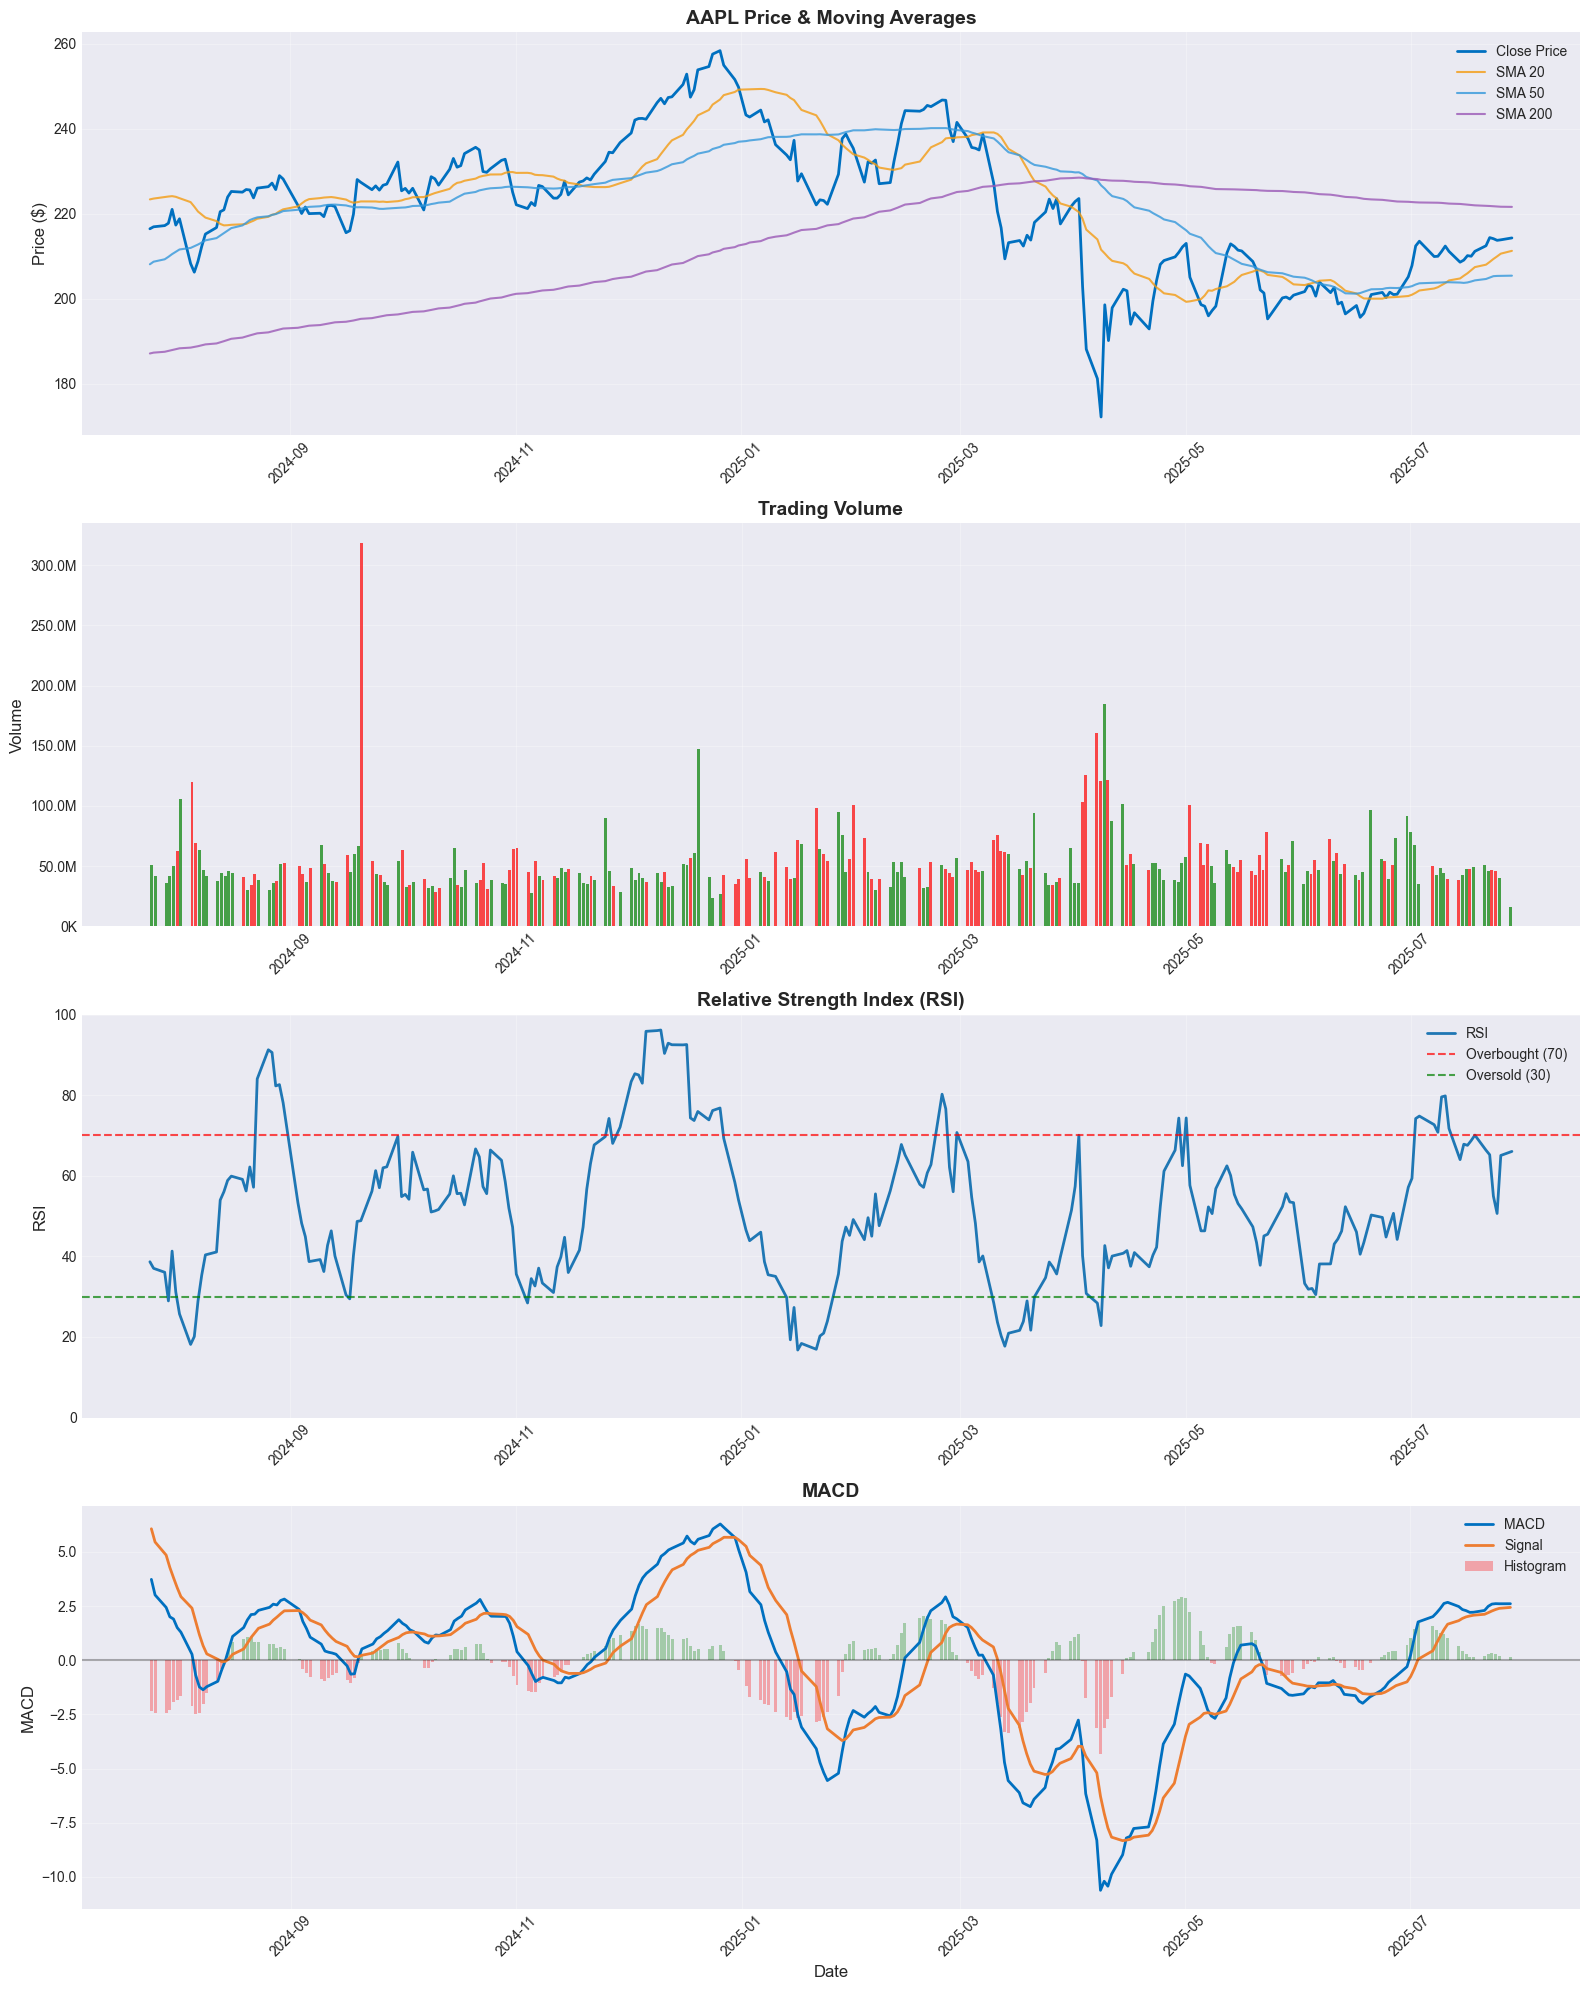 AAPL Price & Moving Averages
260
240
220
200
180
Price ($)
Close Price
SMA 20
SMA 50
SMA 200
2024-09
2024-11
2025-01
2025-03
2025-05
2025-07
Trading Volume
300.0M
250.0M
200.0M
150.0M
100.0M
50.0M
0K
Volume
2024-09
2024-11
2025-01
2025-03
2025-05
2025-07
Relative Strength Index (RSI)
100
80
60
40
20
0
RSI
RSI
Overbought (70)
Oversold (30)
2024-09
2024-11
2025-01
2025-03
2025-05
2025-07
MACD
5.0
2.5
0.0
−2.5
−5.0
−7.5
−10.0
MACD
MACD
Signal
Histogram
2024-09
2024-11
2025-01
2025-03
2025-05
2025-07
Date